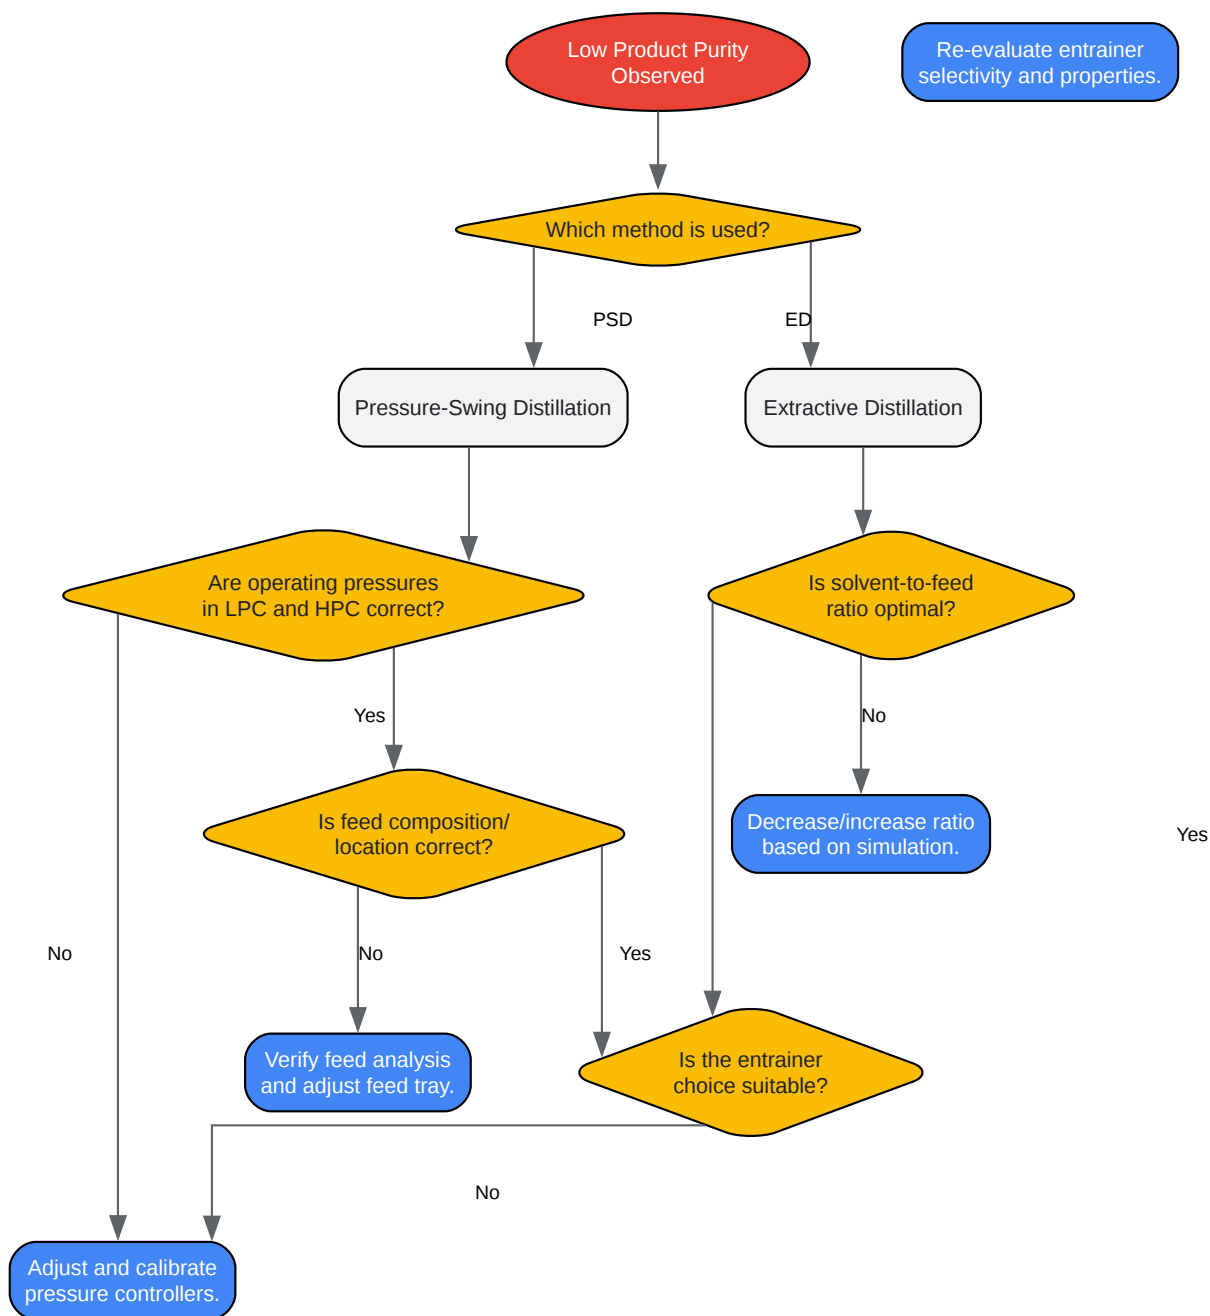 Low Product Purity
Observed
Re-evaluate entrainer
selectivity and properties.
Which method is used?
PSD
ED
Pressure-Swing Distillation
Extractive Distillation
Are operating pressures
in LPC and HPC correct?
Is solvent-to-feed
ratio optimal?
Yes
No
Is feed composition/
location correct?
Decrease/increase ratio
based on simulation.
Yes
No
No
Yes
Verify feed analysis
and adjust feed tray.
Is the entrainer
choice suitable?
No
Adjust and calibrate
pressure controllers.